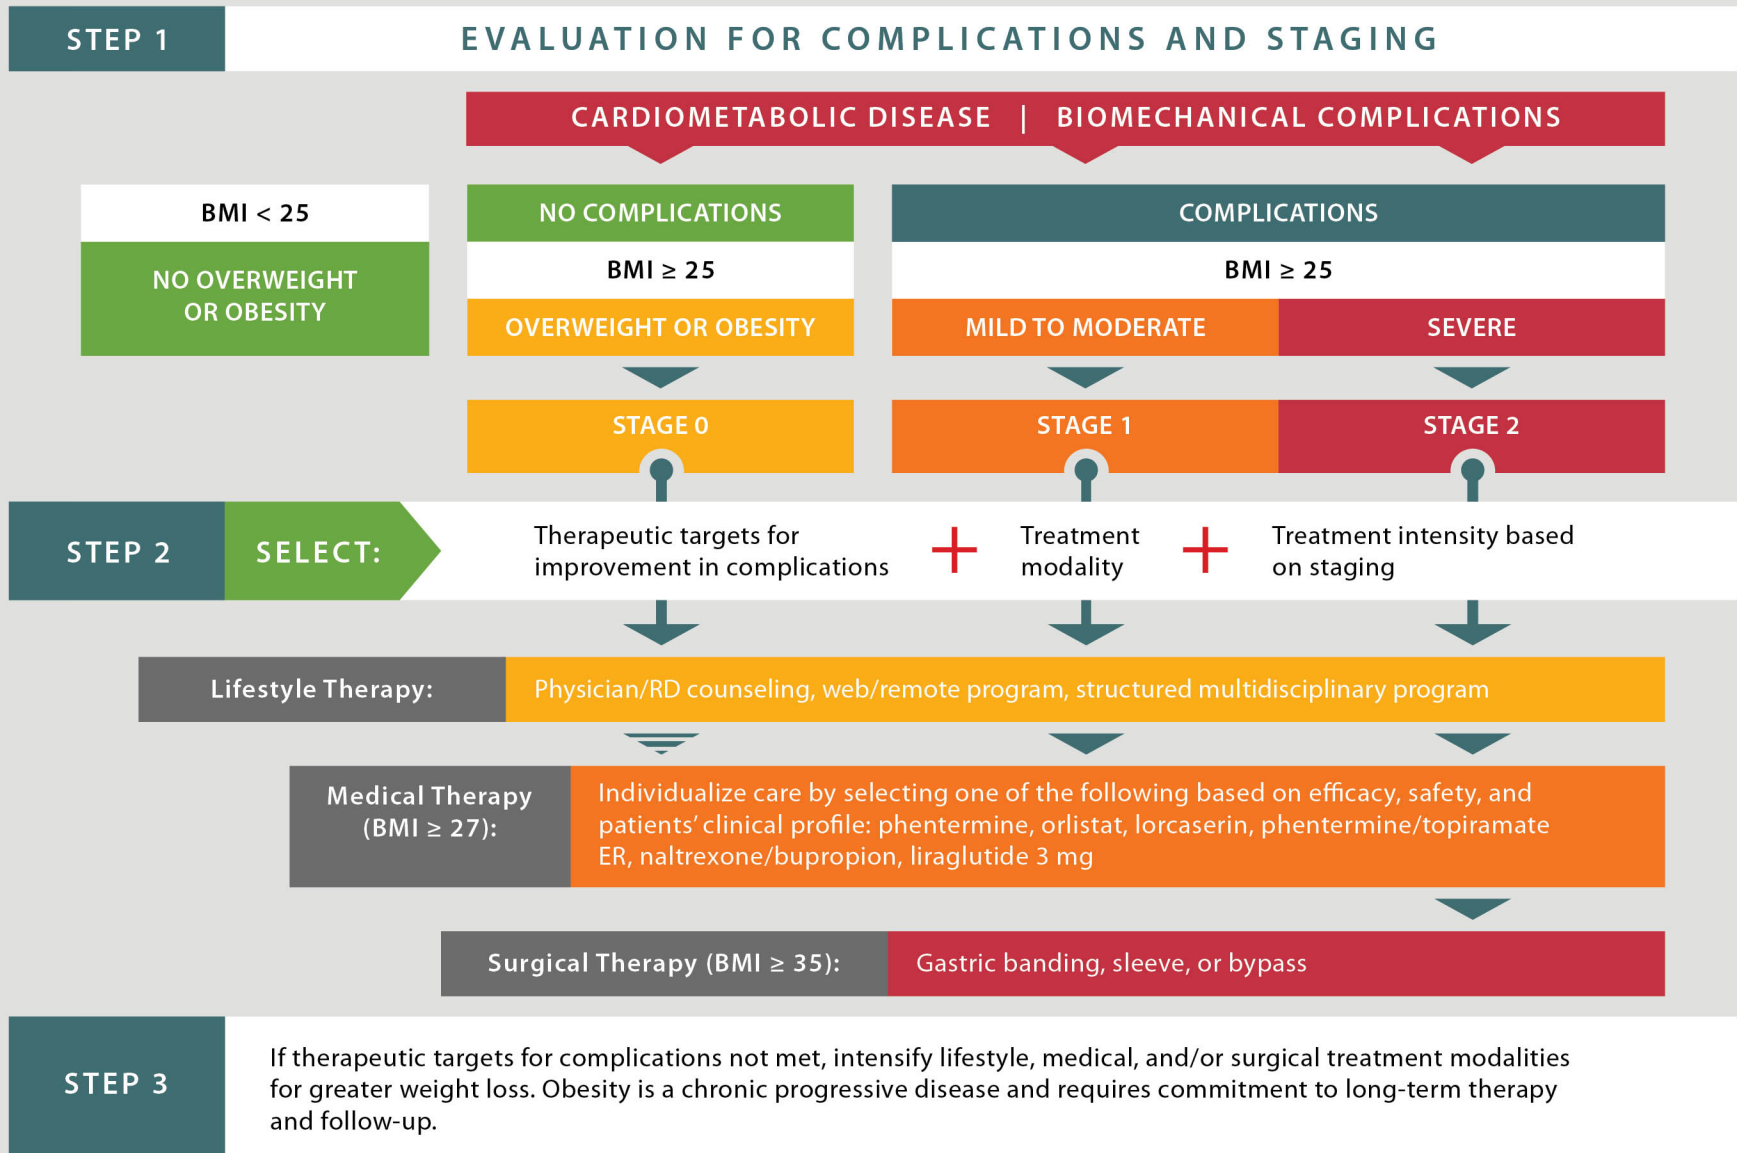 STEP 1
EVALUATION FOR COMPLICATIONS AND STAGING
CARDIOMETABOLIC DISEASE | BIOMECHANICAL COMPLICATIONS
BMI < 25
NO OVERWEIGHT
OR OBESITY
NO COMPLICATIONS
BMI ≥ 25
OVERWEIGHT OR OBESITY
COMPLICATIONS
BMI ≥ 25
MILD TO MODERATE
SEVERE
STAGE 0
STAGE 1
STAGE 2
STEP 2
SELECT:
Therapeutic targets for
improvement in complications
+
Treatment
modality
+
Treatment intensity based
on staging
Lifestyle Therapy:
Physician/RD counseling, web/remote program, structured multidisciplinary program
Medical Therapy
(BMI ≥ 27):
Individualize care by selecting one of the following based on efficacy, safety, and
patients’ clinical profile: phentermine, orlistat, lorcaserin, phentermine/topiramate
ER, naltrexone/bupropion, liraglutide 3 mg
Surgical Therapy (BMI ≥ 35):
Gastric banding, sleeve, or bypass
STEP 3
If therapeutic targets for complications not met, intensify lifestyle, medical, and/or surgical treatment modalities
for greater weight loss. Obesity is a chronic progressive disease and requires commitment to long-term therapy
and follow-up.